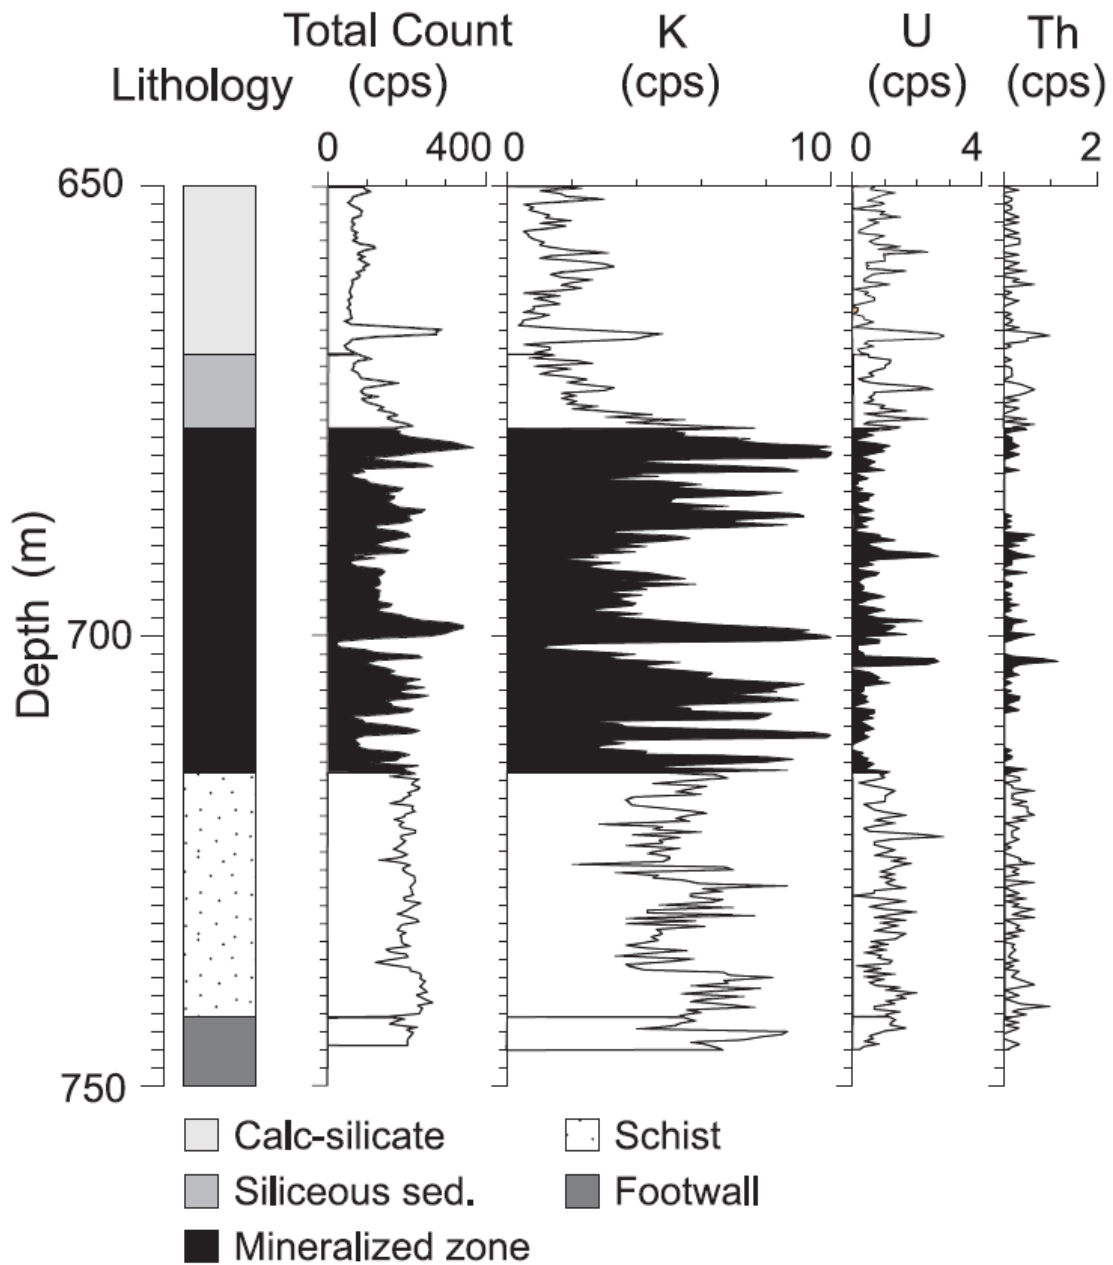 Total Count K U Th
Lithology (cps) (cps) (cps) (cps)
0 400 0 10 0 4 2
650
700
750
Depth (m)
Calc-silicate Schist
Siliceous sed. Footwall
Mineralized zone